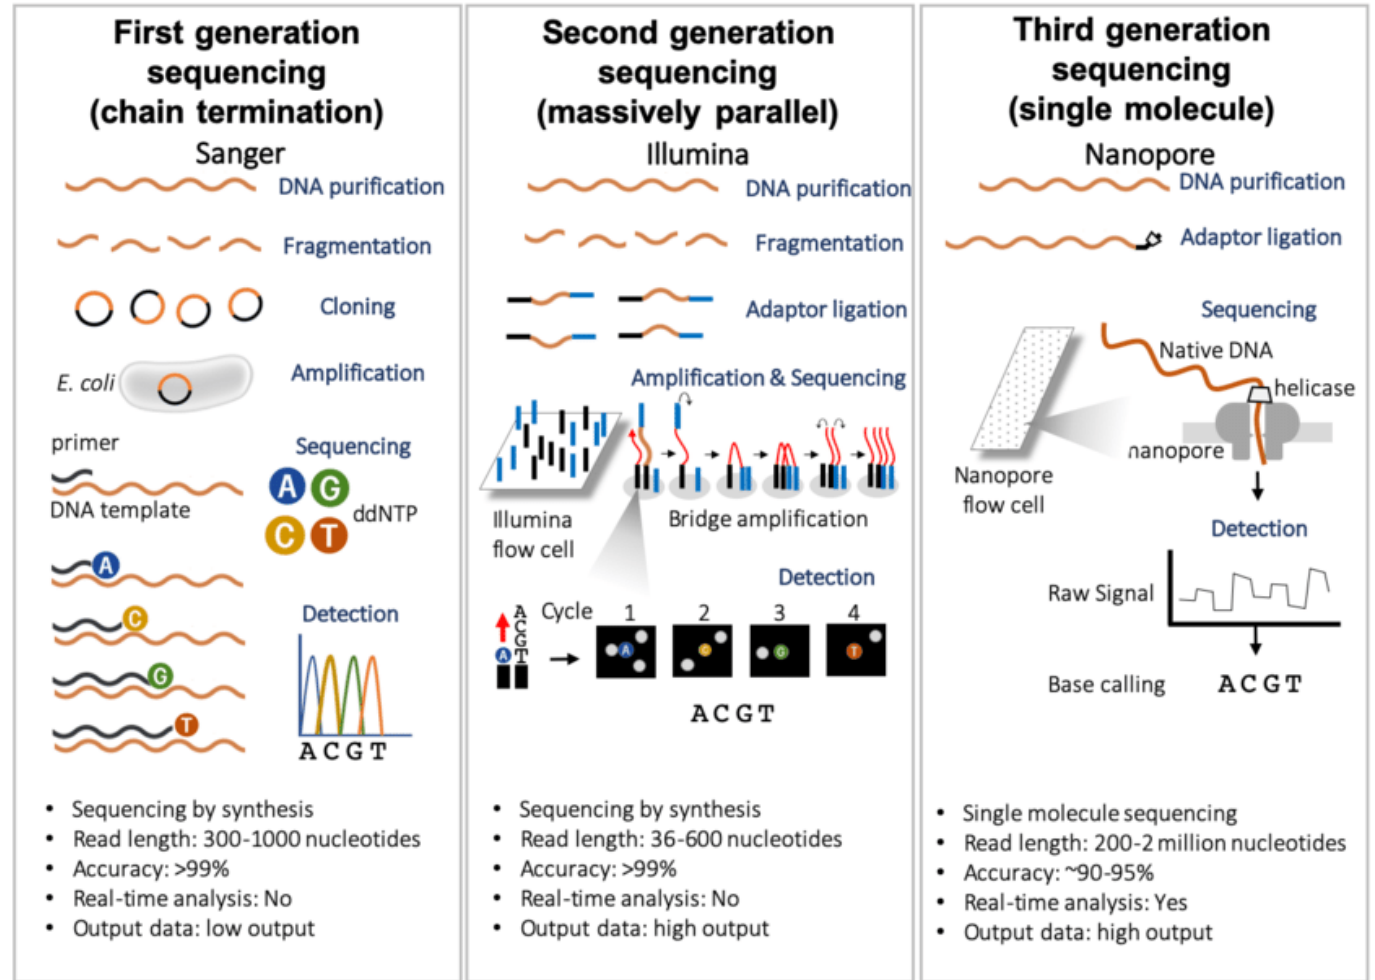 First generation
sequencing
(chain termination)
Sanger
DNA purification
Fragmentation
Cloning
E. coli
Amplification
primer
Sequencing
DNA template
A G
C T
ddNTP
A
C
G
T
Detection
A C G T
• Sequencing by synthesis
• Read length: 300-1000 nucleotides
• Accuracy: >99%
• Real-time analysis: No
• Output data: low output
Second generation
sequencing
(massively parallel)
Illumina
DNA purification
Fragmentation
Adaptor ligation
Amplification & Sequencing
Illumina
flow cell
Bridge amplification
Detection
Cycle 1 2 3 4
A
C
G
A T
A
C
G
T
A C G T
• Sequencing by synthesis
• Read length: 36-600 nucleotides
• Accuracy: >99%
• Real-time analysis: No
• Output data: high output
Third generation
sequencing
(single molecule)
Nanopore
DNA purification
Adaptor ligation
Sequencing
Native DNA
helicase
nanopore
Nanopore
flow cell
Detection
Raw Signal
Base calling A C G T
• Single molecule sequencing
• Read length: 200-2 million nucleotides
• Accuracy: ~90-95%
• Real-time analysis: Yes
• Output data: high output